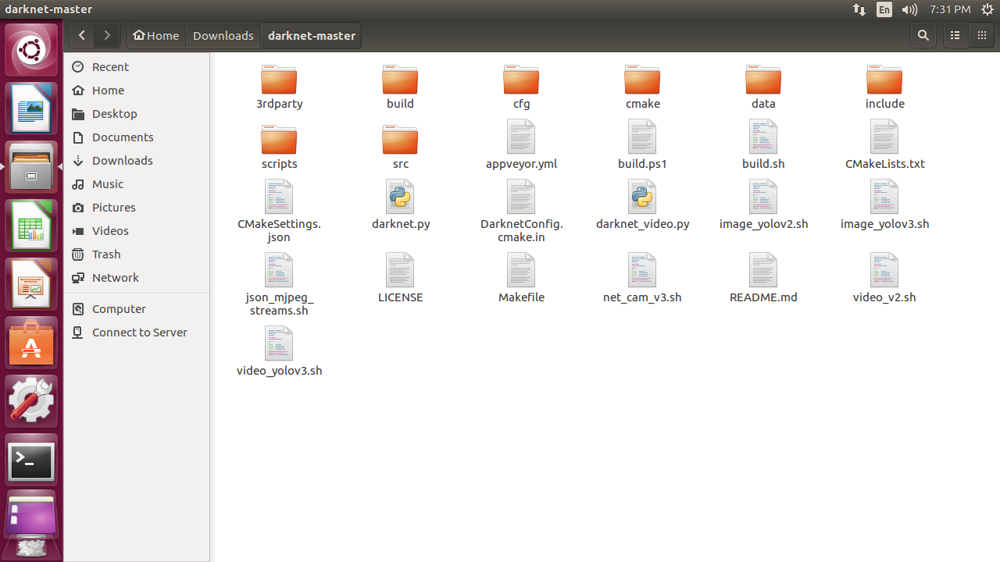 darknet-master
En
7:31 PM
Home
Downloads
darknet-master
Recent
Home
Desktop
Documents
Downloads
Music
Pictures
Videos
Trash
Network
Computer
Connect to Server
3rdparty
build
cfg
cmake
data
include
scripts
src
appveyor.yml
build.ps1
build.sh
CMakeLists.txt
CMakeSettings.
json
darknet.py
DarknetConfig.
cmake.in
darknet_video.py
image_yolov2.sh
image_yolov3.sh
json_mjpeg_
streams.sh
LICENSE
Makefile
net_cam_v3.sh
README.md
video_v2.sh
video_yolov3.sh